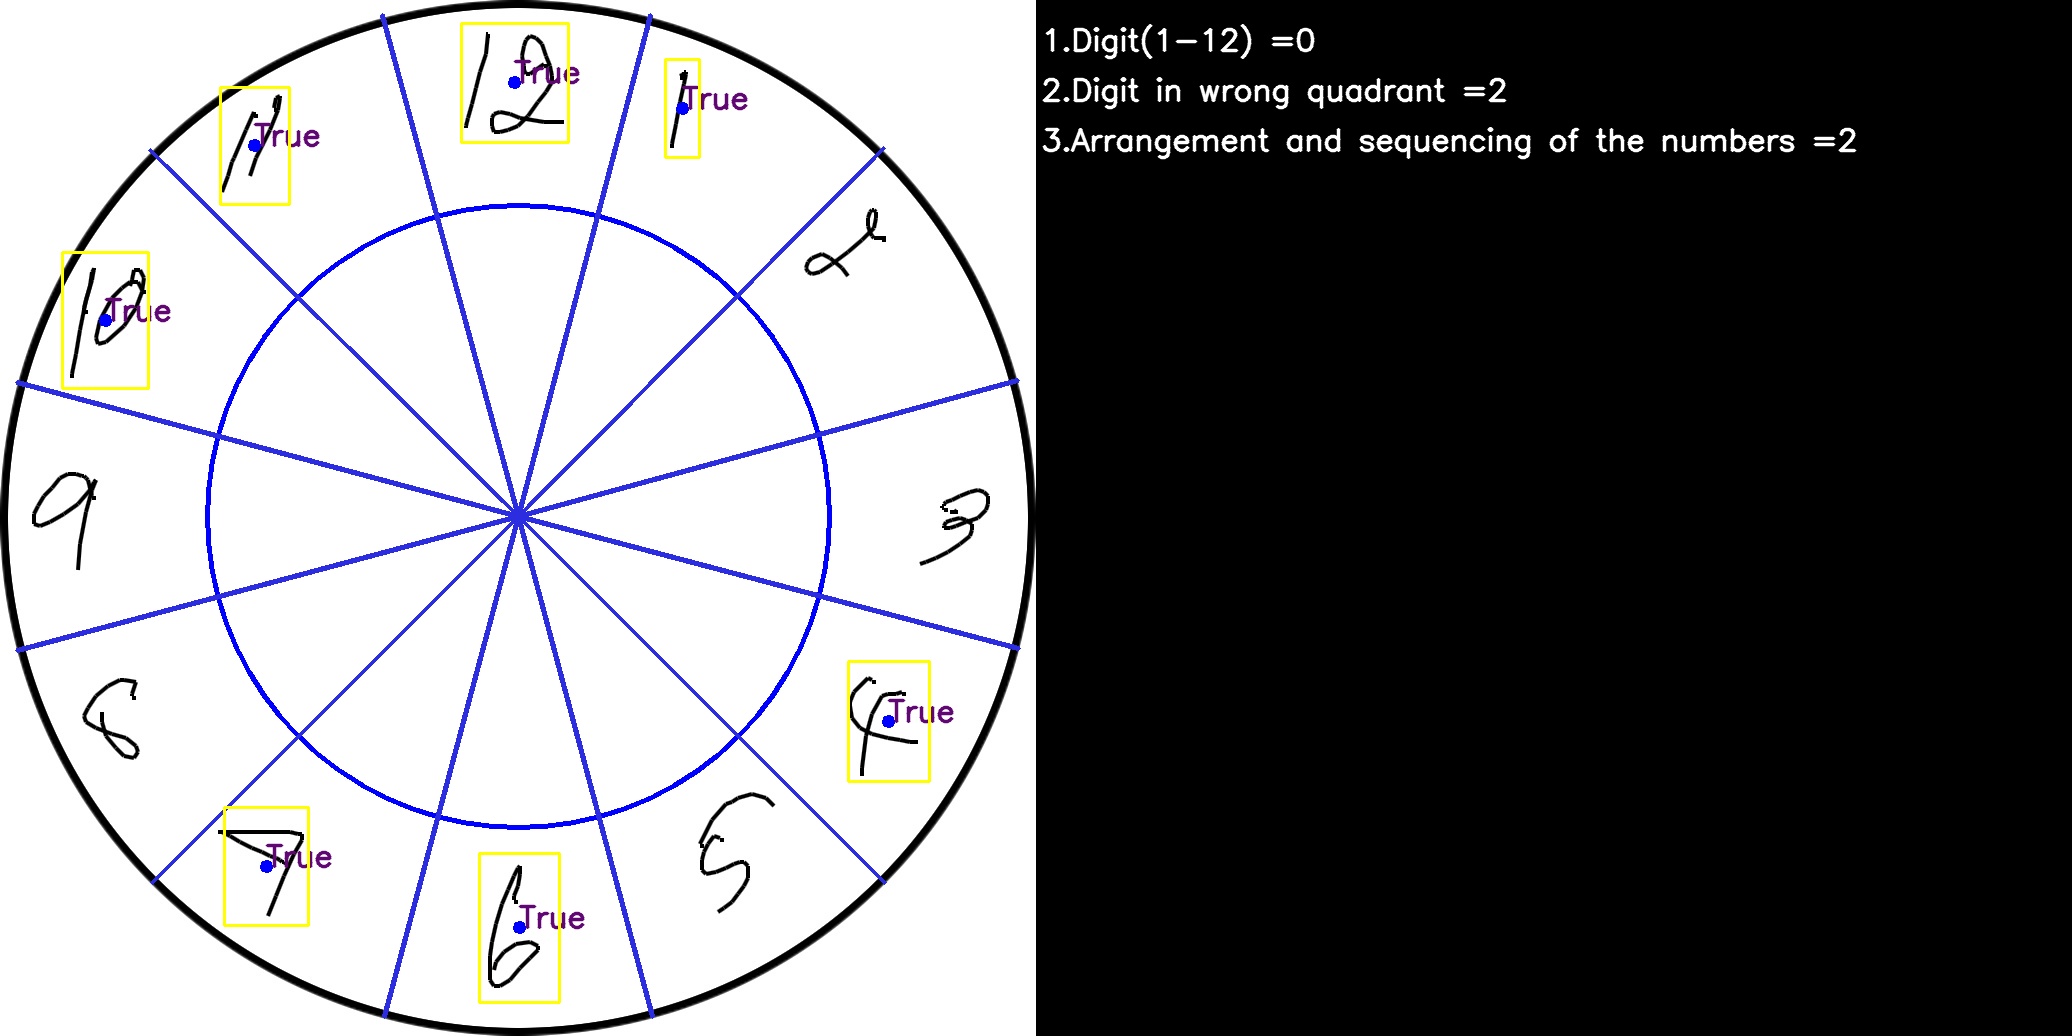 12
True
1
True
11
True
2
10
True
9
3
8
4
True
7
True
5
6
True
1.Digit(1-12) =0
2.Digit in wrong quadrant =2
3.Arrangement and sequencing of the numbers =2